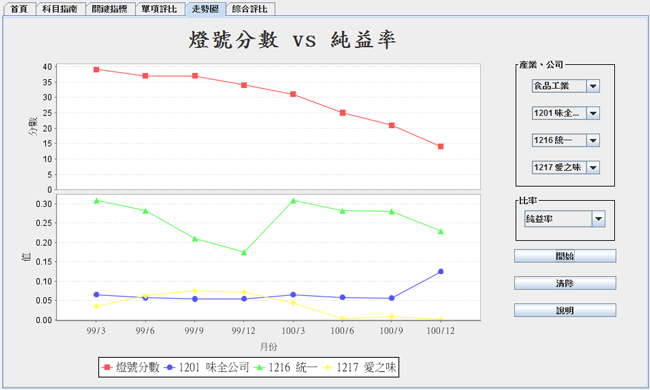 首頁 科目指南 關鍵指標 單項評比 走勢圖 綜合評比
燈號分數 vs 純益率
40
35
30
25
20
15
10
5
0
分數
0.30
0.25
0.20
0.15
0.10
0.05
0.00
值
99/3 99/6 99/9 99/12 100/3 100/6 100/9 100/12
月份
燈號分數 1201 味全公司 1216 統一 1217 愛之味
產業、公司
食品工業
1201 味全...
1216 統一
1217 愛之味
比率
純益率
開始
清除
說明